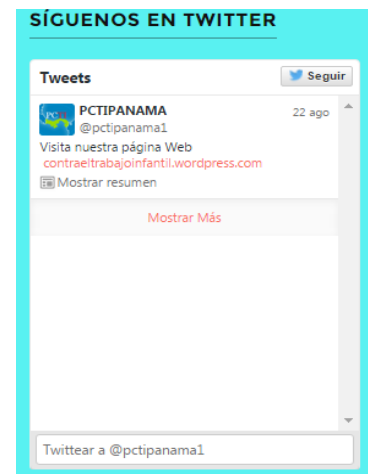 SÍGUENOS EN TWITTER
Tweets
Seguir
PCTIPANAMA
22 ago
@pctipanama1
Visita nuestra página Web
contraeltrabajoinfantil.wordpress.com
Mostrar resumen
Mostrar Más
Twittear a @pctipanama1